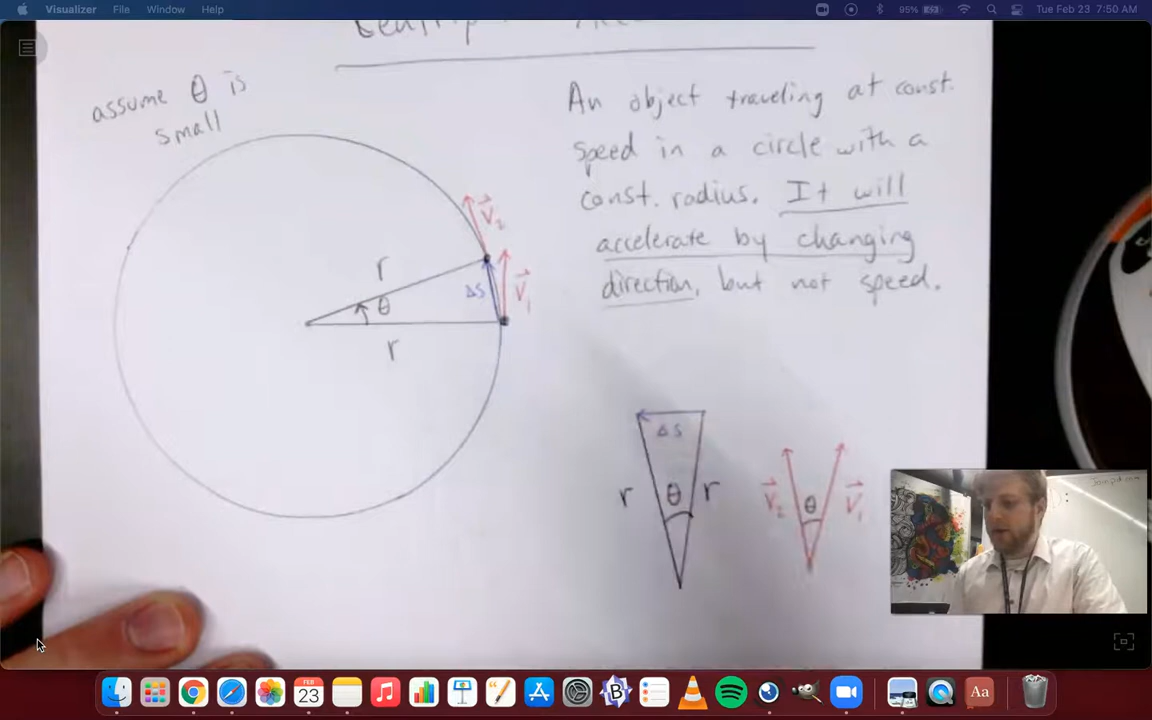 Visualizer File Window Help
95% Tue Feb 23 7:50 AM
assume θ is
small
An object traveling at const.
speed in a circle with a
const. radius. It will
accelerate by changing
direction, but not speed.
V₂
r
θ
ΔS
V₁
r
ΔS
r θ r
V₂ θ V₁
FEB
23
Aa